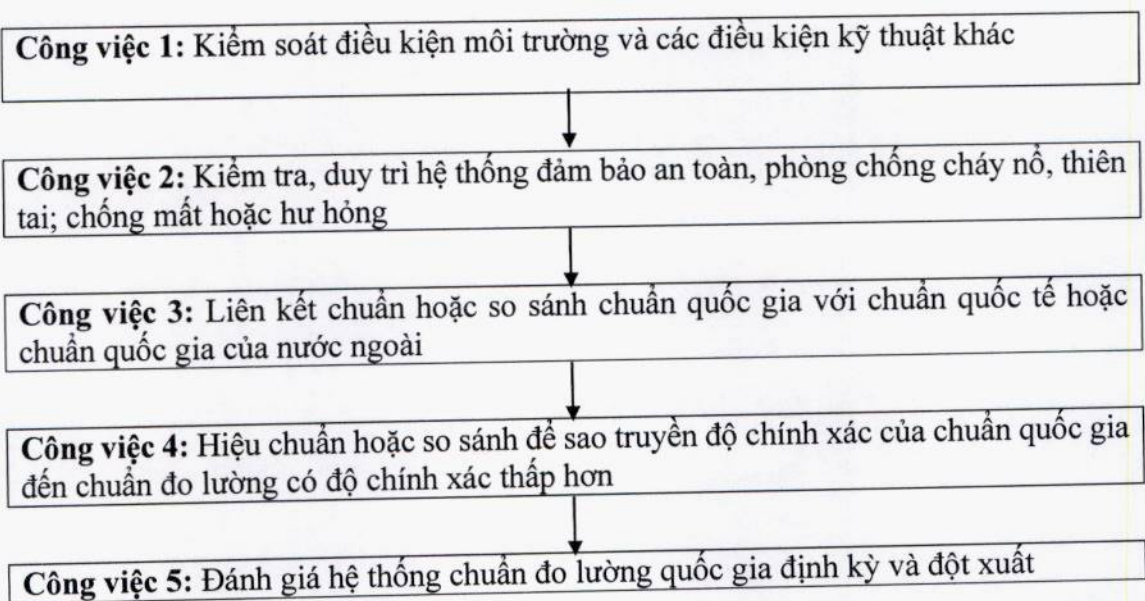 Công việc 1: Kiểm soát điều kiện môi trường và các điều kiện kỹ thuật khác
Công việc 2: Kiểm tra, duy trì hệ thống đảm bảo an toàn, phòng chống cháy nổ, thiên
tai; chống mất hoặc hư hỏng
Công việc 3: Liên kết chuẩn hoặc so sánh chuẩn quốc gia với chuẩn quốc tế hoặc
chuẩn quốc gia của nước ngoài
Công việc 4: Hiệu chuẩn hoặc so sánh để sao truyền độ chính xác của chuẩn quốc gia
đến chuẩn đo lường có độ chính xác thấp hơn
Công việc 5: Đánh giá hệ thống chuẩn đo lường quốc gia định kỳ và đột xuất